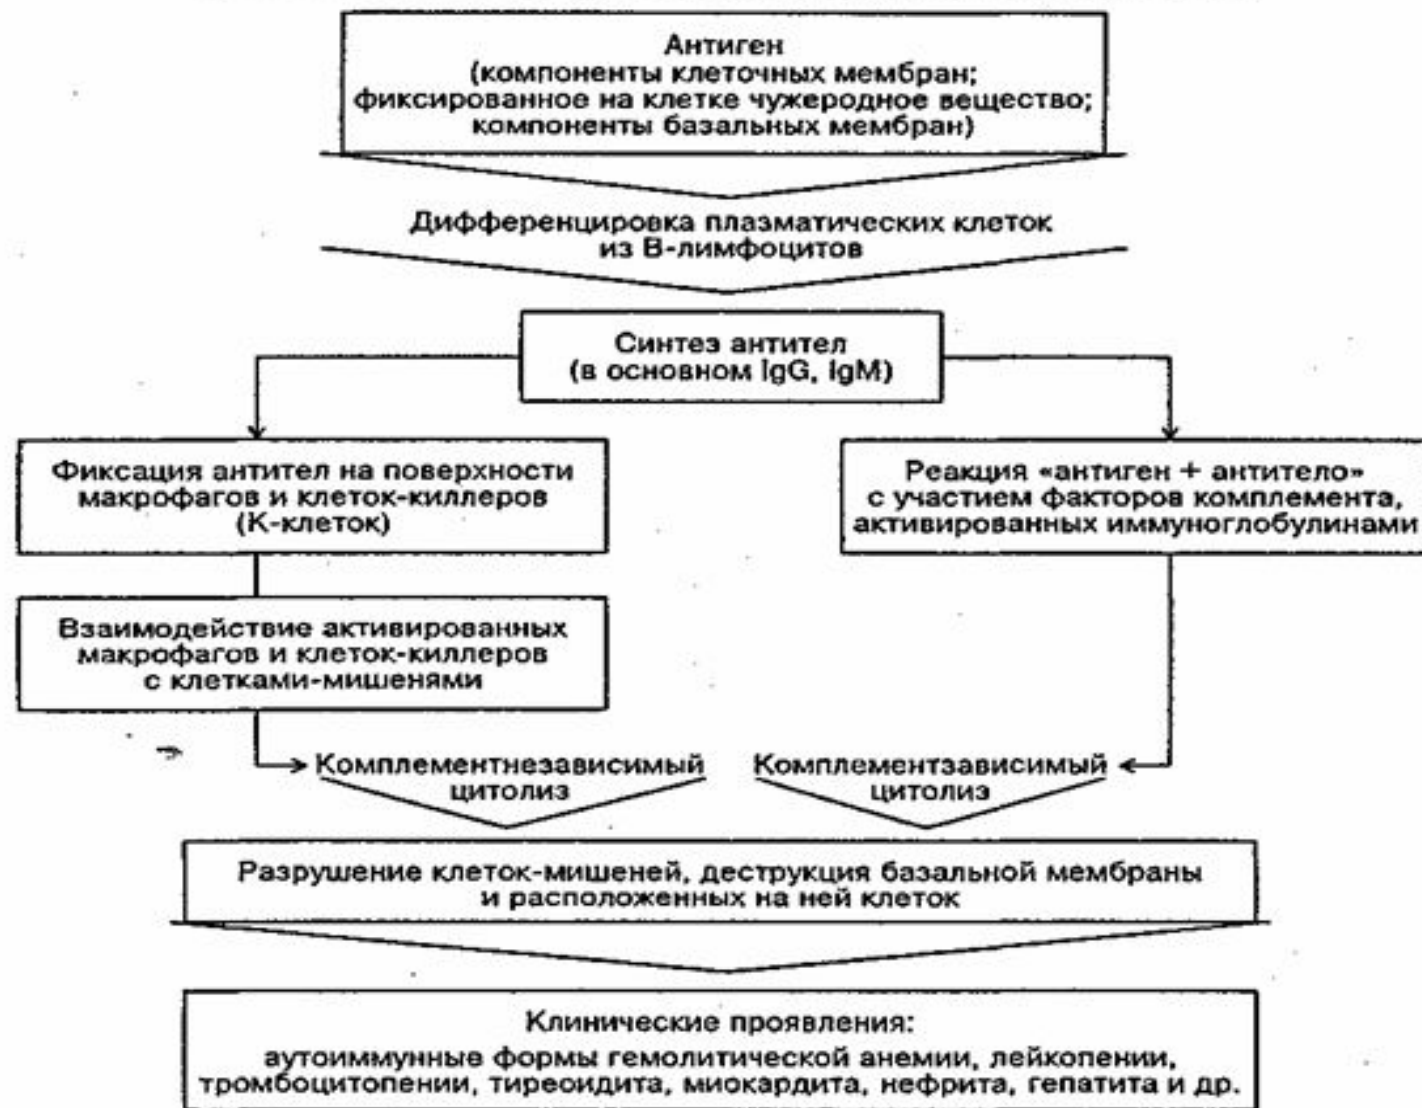 Антиген
(компоненты клеточных мембран;
фиксированное на клетке чужеродное вещество;
компоненты базальных мембран)
Дифференцировка плазматических клеток
из В-лимфоцитов
Синтез антител
(в основном IgG, IgM)
Фиксация антител на поверхности
макрофагов и клеток-киллеров
(К-клеток)
Реакция «антиген + антитело»
с участием факторов комплемента,
активированных иммуноглобулинами
Взаимодействие активированных
макрофагов и клеток-киллеров
с клетками-мишенями
Комплементнезависимый
цитолиз
Комплементзависимый
цитолиз
Разрушение клеток-мишеней, деструкция базальной мембраны
и расположенных на ней клеток
Клинические проявления:
аутоиммунные формы гемолитической анемии, лейкопении,
тромбоцитопении, тиреоидита, миокардита, нефрита, гепатита и др.